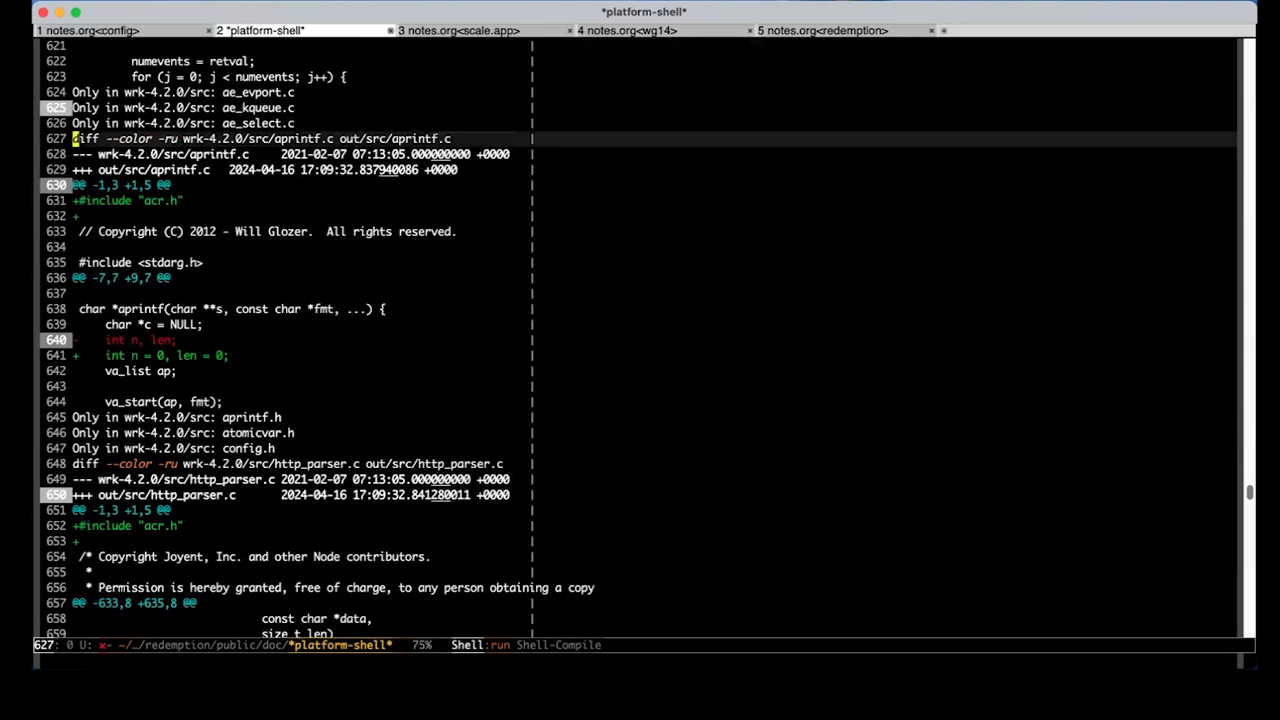 *platform-shell*
1 notes.org<config> × 2 *platform-shell* × 3 notes.org<scale.app> × 4 notes.org<wg14> × 5 notes.org<redemption> × +
621
622         numevents = retval;
623         for (j = 0; j < numevents; j++) {
624 Only in wrk-4.2.0/src: ae_evport.c
625 Only in wrk-4.2.0/src: ae_kqueue.c
626 Only in wrk-4.2.0/src: ae_select.c
627 diff --color -ru wrk-4.2.0/src/aprintf.c out/src/aprintf.c
628 --- wrk-4.2.0/src/aprintf.c     2021-02-07 07:13:05.000000000 +0000
629 +++ out/src/aprintf.c   2024-04-16 17:09:32.837940086 +0000
630 @@ -1,3 +1,5 @@
631 +#include "acr.h"
632 +
633  // Copyright (C) 2012 - Will Glozer.  All rights reserved.
634
635  #include <stdarg.h>
636 @@ -7,7 +9,7 @@
637
638  char *aprintf(char **s, const char *fmt, ...) {
639      char *c = NULL;
640 -    int n, len;
641 +    int n = 0, len = 0;
642      va_list ap;
643
644      va_start(ap, fmt);
645 Only in wrk-4.2.0/src: aprintf.h
646 Only in wrk-4.2.0/src: atomicvar.h
647 Only in wrk-4.2.0/src: config.h
648 diff --color -ru wrk-4.2.0/src/http_parser.c out/src/http_parser.c
649 --- wrk-4.2.0/src/http_parser.c 2021-02-07 07:13:05.000000000 +0000
650 +++ out/src/http_parser.c       2024-04-16 17:09:32.841280011 +0000
651 @@ -1,3 +1,5 @@
652 +#include "acr.h"
653 +
654  /* Copyright Joyent, Inc. and other Node contributors.
655   *
656   * Permission is hereby granted, free of charge, to any person obtaining a copy
657 @@ -633,8 +635,8 @@
658                              const char *data,
659                              size_t len)
627: 0 U: ×- ~/…/redemption/public/doc/*platform-shell*   75%   Shell:run Shell-Compile